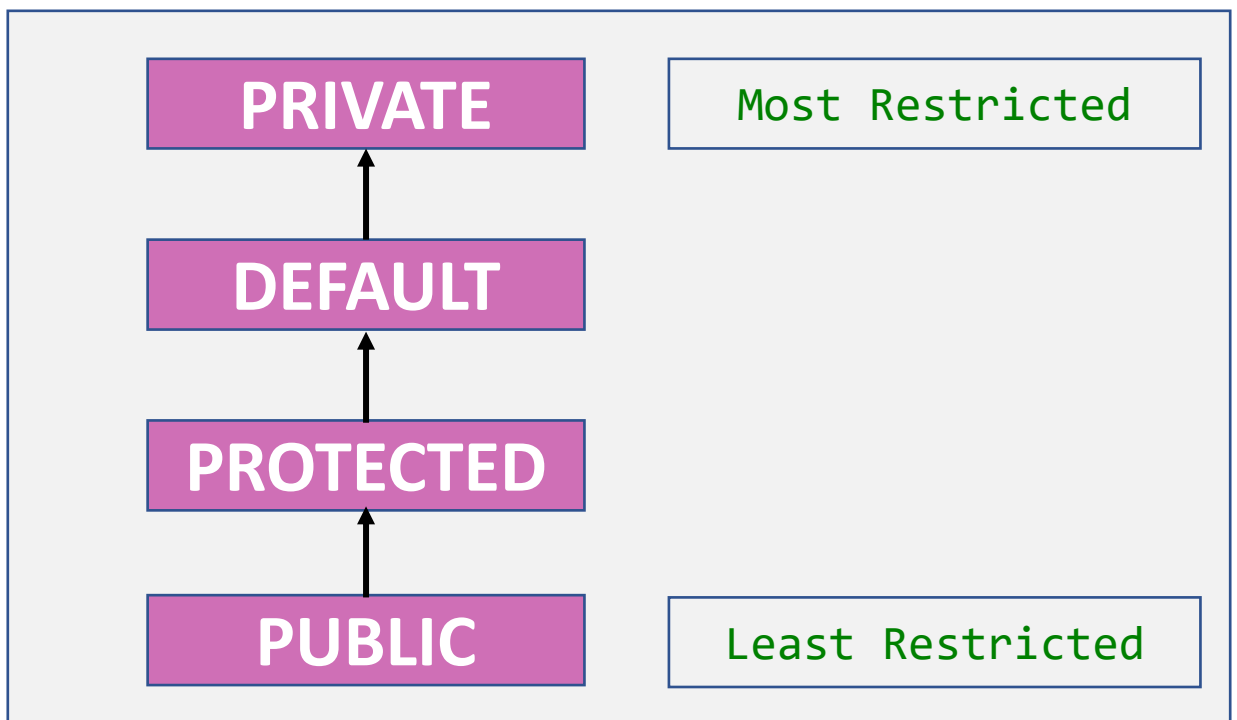 PRIVATE
Most Restricted
DEFAULT
PROTECTED
PUBLIC
Least Restricted